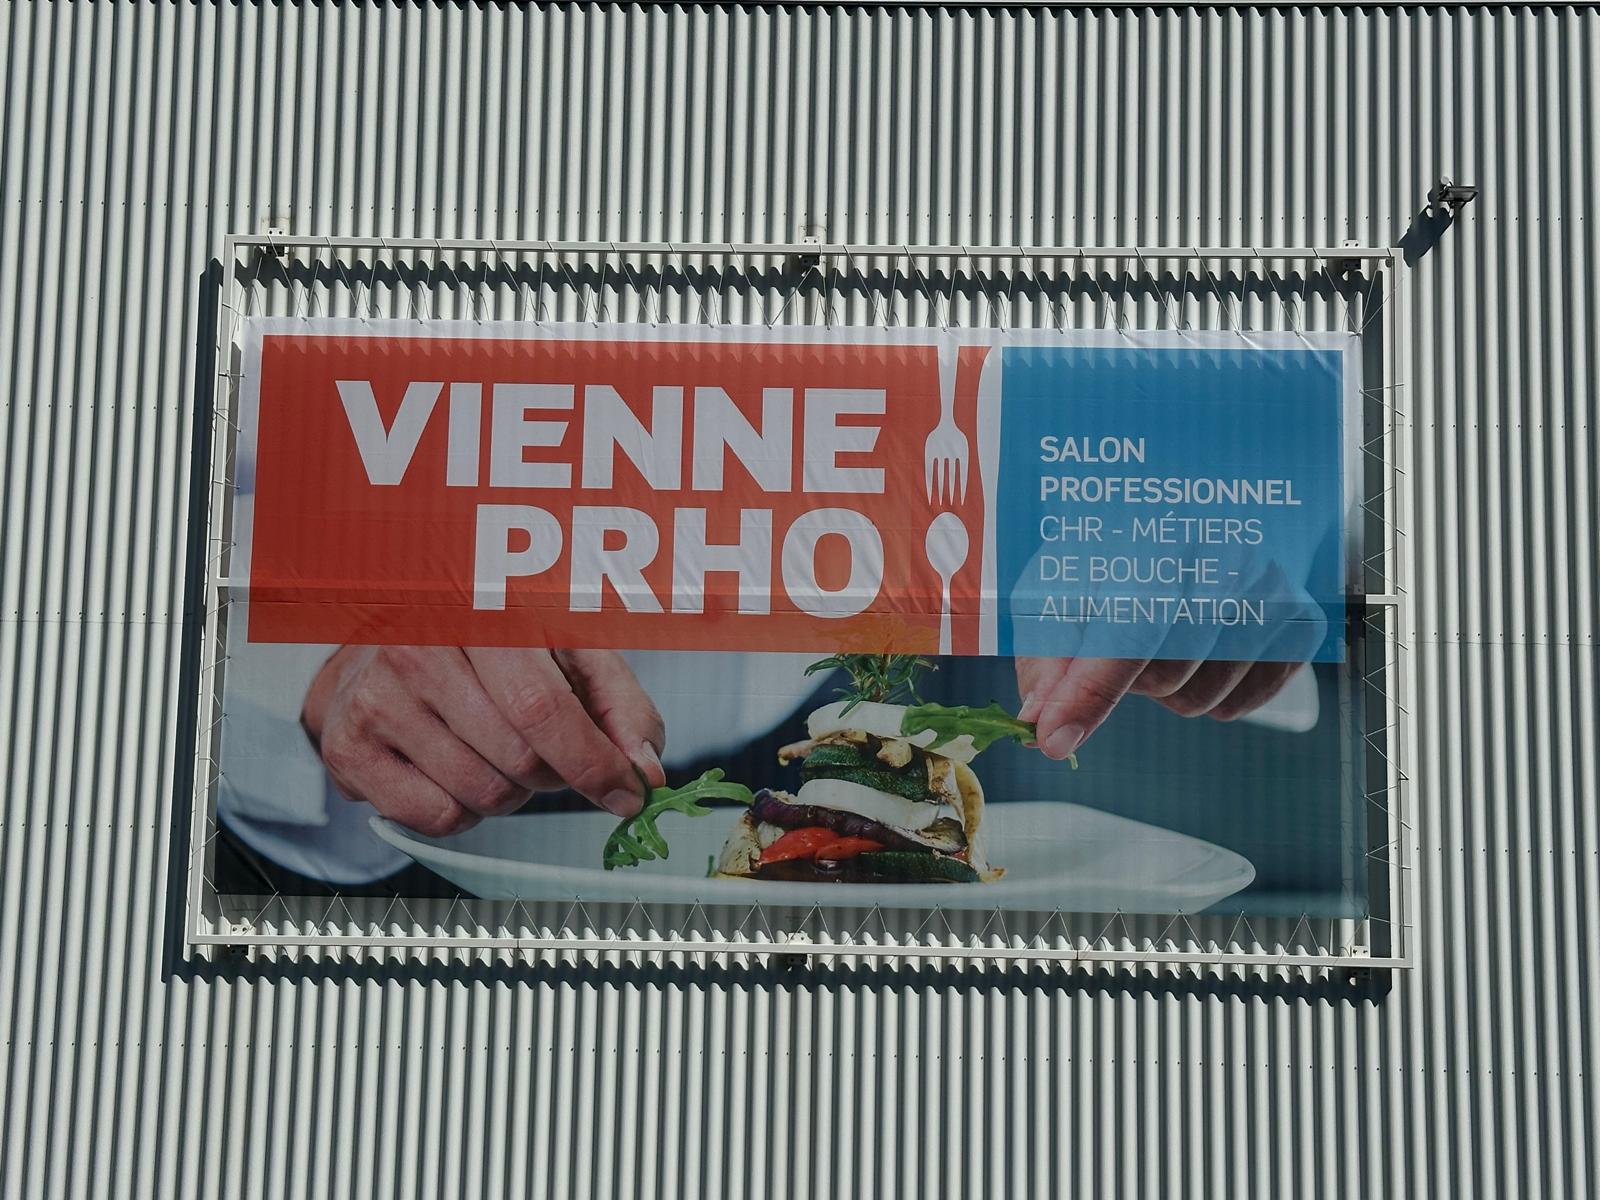 VIENNE
PRHO
SALON
PROFESSIONNEL
CHR - MÉTIERS
DE BOUCHE -
ALIMENTATION